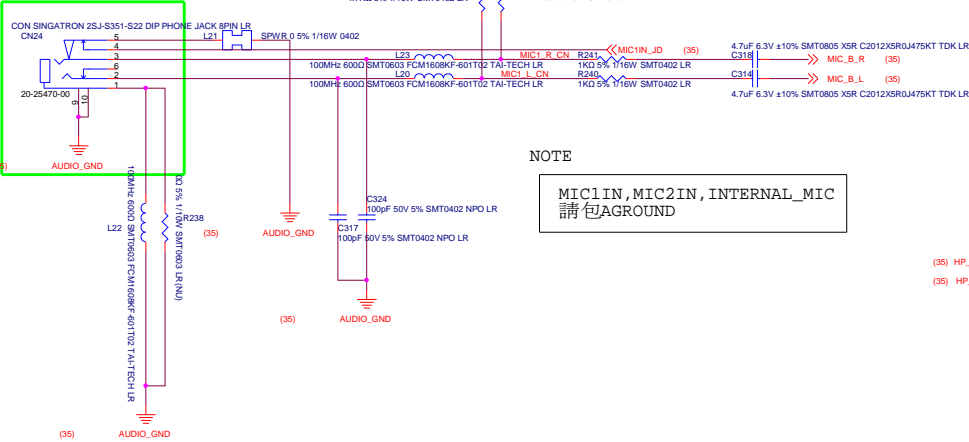 CON SINGATRON 2SJ-S351-S22 DIP PHONE JACK 8PIN LR
CN24
5
4
3
6
2
1
9
10
20-25470-00
AUDIO_GND
L21
SPWR 0 5% 1/16W 0402
L23
MIC1_R_CN
100MHz 600Ω SMT0603 FCM1608KF-601T02 TAI-TECH LR
L20
MIC1_L_CN
100MHz 600Ω SMT0603 FCM1608KF-601T02 TAI-TECH LR
MIC1IN_JD
(35)
R241
1KΩ 5% 1/16W SMT0402 LR
R240
1KΩ 5% 1/16W SMT0402 LR
4.7uF 6.3V ±10% SMT0805 X5R C2012X5R0J475KT TDK LR
C318
MIC_B_R
(35)
C314
MIC_B_L
(35)
4.7uF 6.3V ±10% SMT0805 X5R C2012X5R0J475KT TDK LR
NOTE
MIC1IN,MIC2IN,INTERNAL_MIC
請包AGROUND
L22
100MHz 600Ω SMT0603 FCM1608KF-601T02 TAI-TECH LR
R238
0Ω 5% 1/10W SMT0603 LR(NU)
(35)
AUDIO_GND
C324
100pF 50V 5% SMT0402 NPO LR
C317
100pF 50V 5% SMT0402 NPO LR
(35) HP_
(35) HP_
(35)
AUDIO_GND
(35)
AUDIO_GND